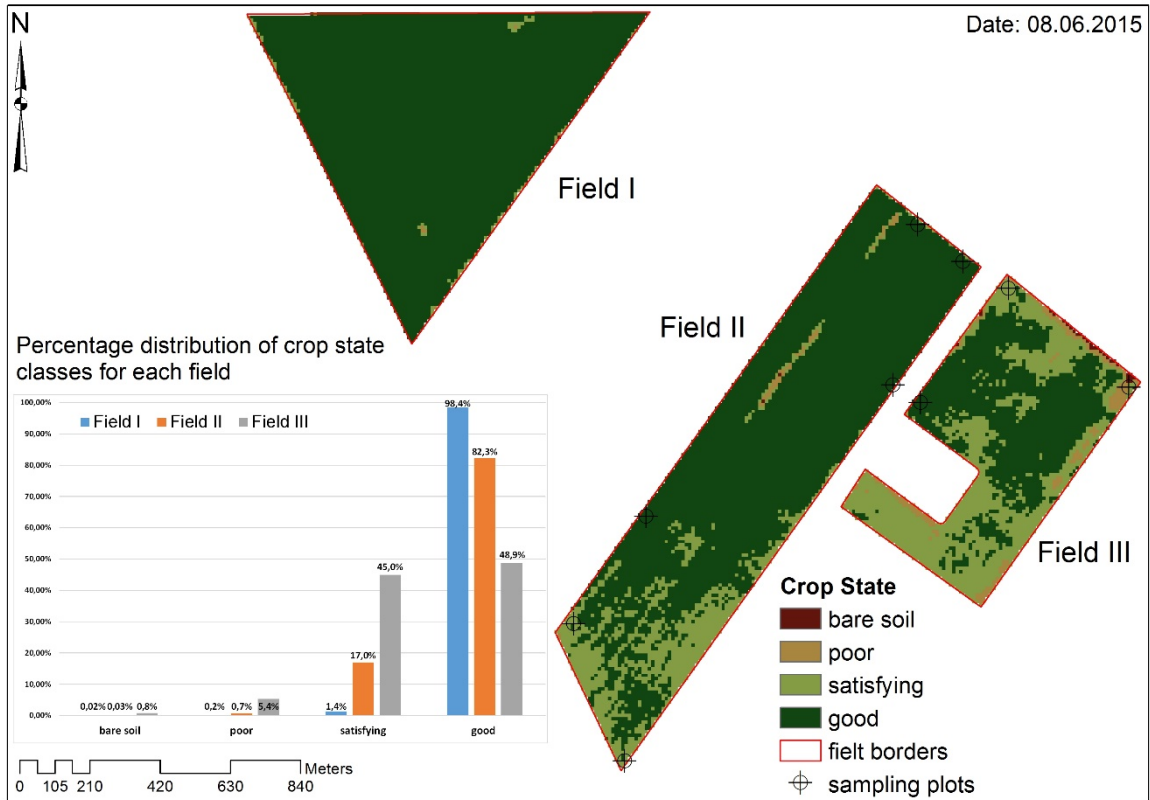 N
Date: 08.06.2015
Field I
Field II
Field III
Percentage distribution of crop state
classes for each field
Field I Field II Field III
100,00%
90,00%
80,00%
70,00%
60,00%
50,00%
40,00%
30,00%
20,00%
10,00%
00,00%
0,02% 0,03% 0,8%
0,2% 0,7% 5,4%
1,4% 17,0% 45,0%
98,4% 82,3% 48,9%
bare soil poor satisfying good
Meters
0 105 210 420 630 840
Crop State
bare soil
poor
satisfying
good
fielt borders
sampling plots